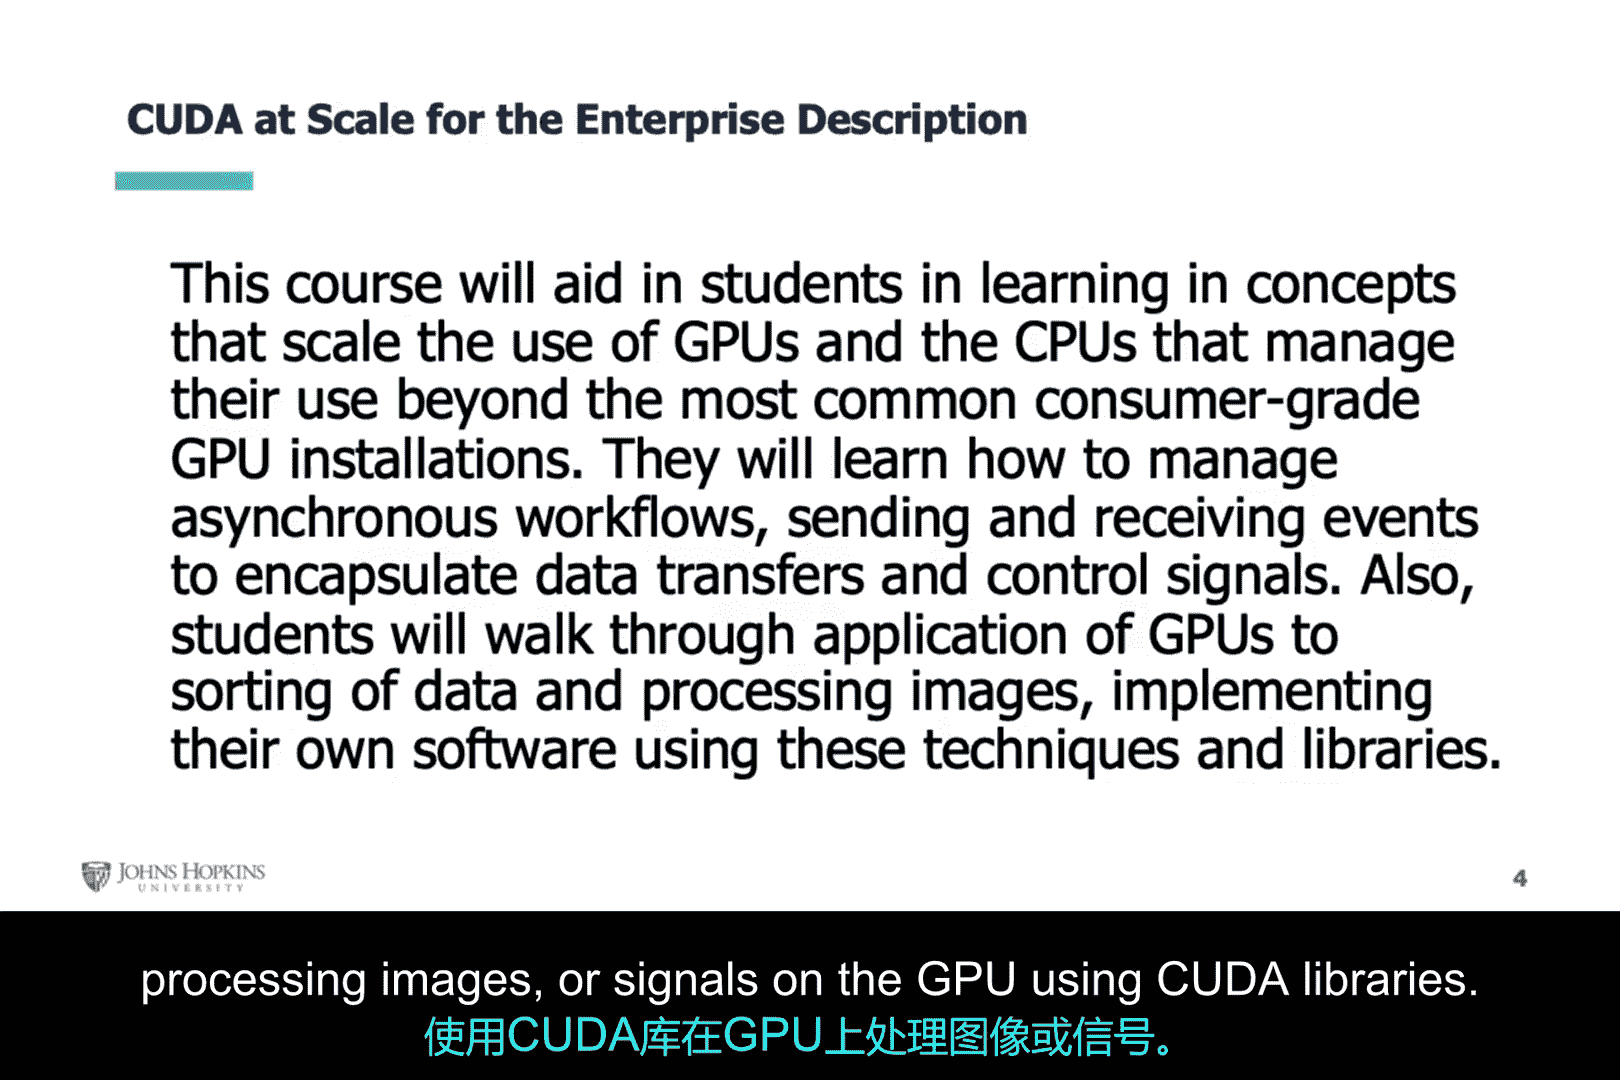 CUDA at Scale for the Enterprise Description
This course will aid in students in learning in concepts
that scale the use of GPUs and the CPUs that manage
their use beyond the most common consumer-grade
GPU installations. They will learn how to manage
asynchronous workflows, sending and receiving events
to encapsulate data transfers and control signals. Also,
students will walk through application of GPUs to
sorting of data and processing images, implementing
their own software using these techniques and libraries.
JOHNS HOPKINS
UNIVERSITY
4
processing images, or signals on the GPU using CUDA libraries.
使用CUDA库在GPU上处理图像或信号。